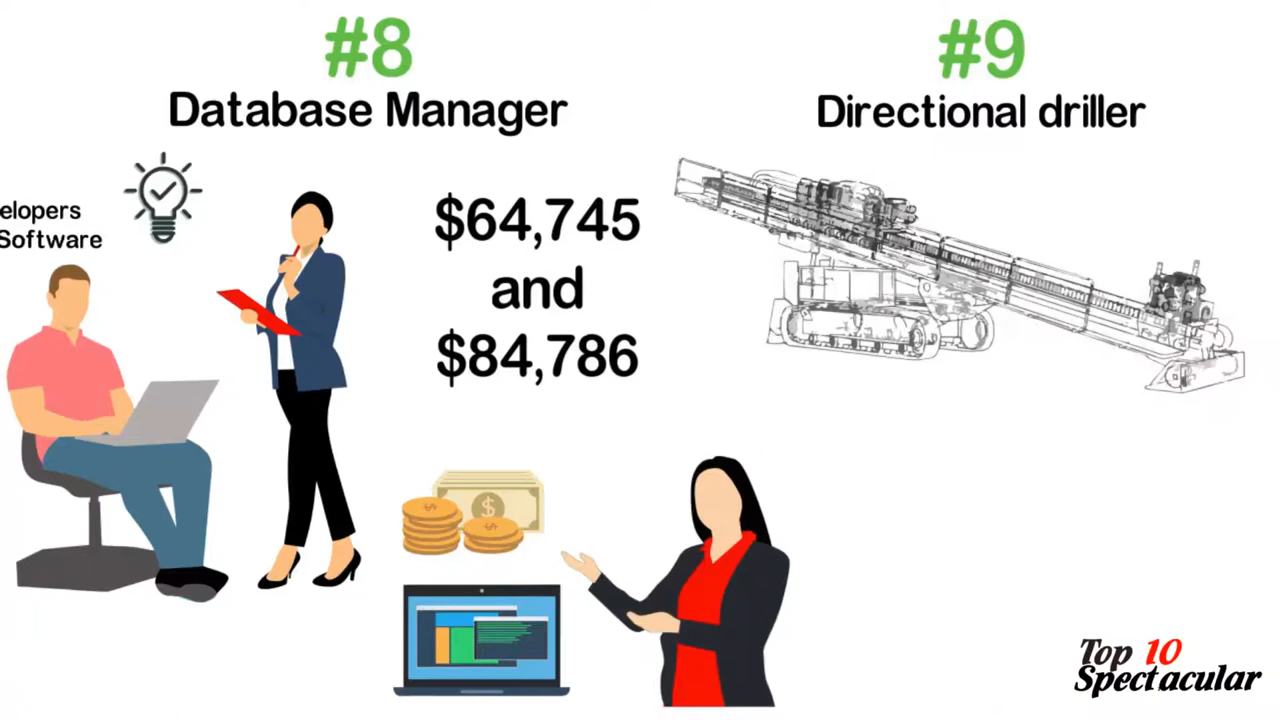 #8
Database Manager
elopers
Software
$64,745
and
$84,786
#9
Directional driller
Top 10
Spectacular